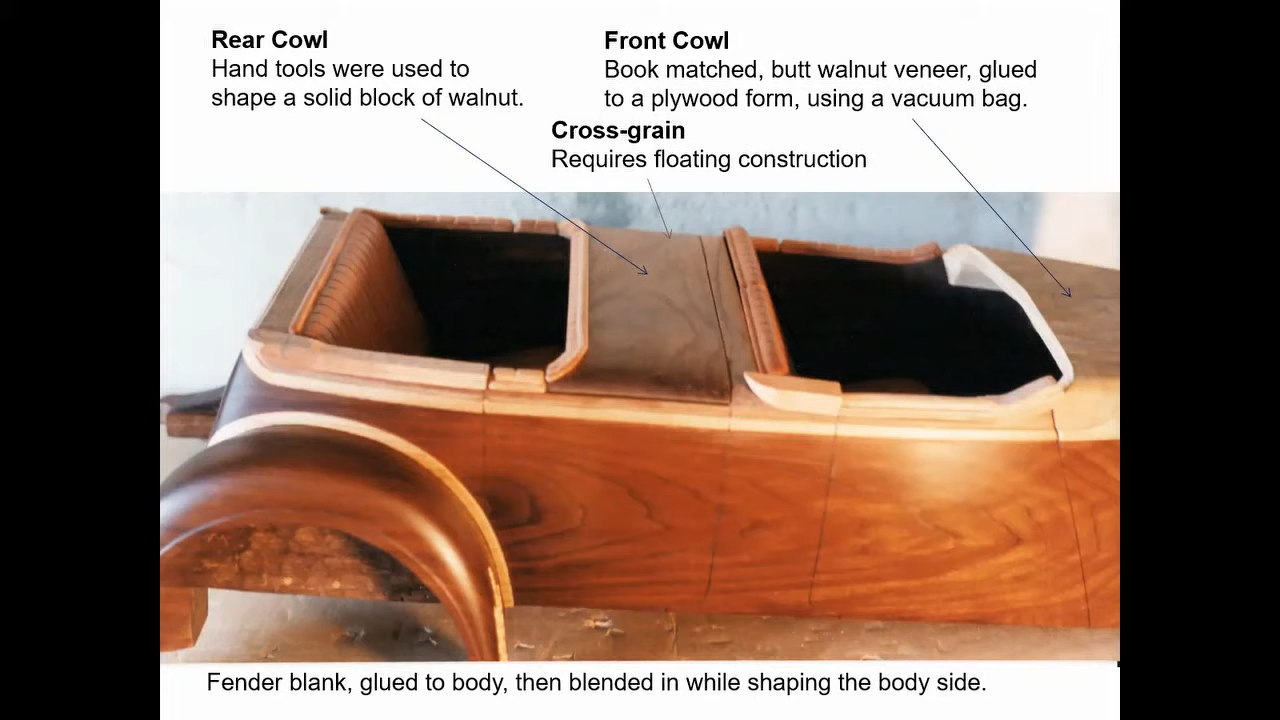 Rear Cowl
Hand tools were used to
shape a solid block of walnut.
Front Cowl
Book matched, butt walnut veneer, glued
to a plywood form, using a vacuum bag.
Cross-grain
Requires floating construction
Fender blank, glued to body, then blended in while shaping the body side.